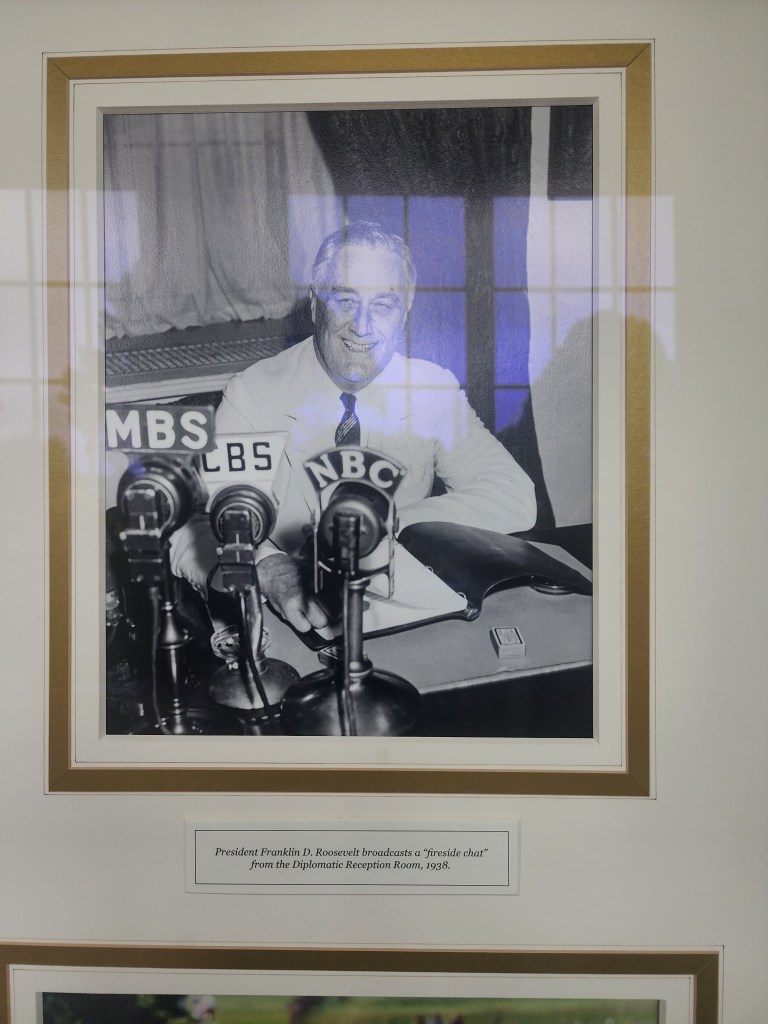 MBS
CBS
NBC
President Franklin D. Roosevelt broadcasts a “fireside chat”
from the Diplomatic Reception Room, 1938.